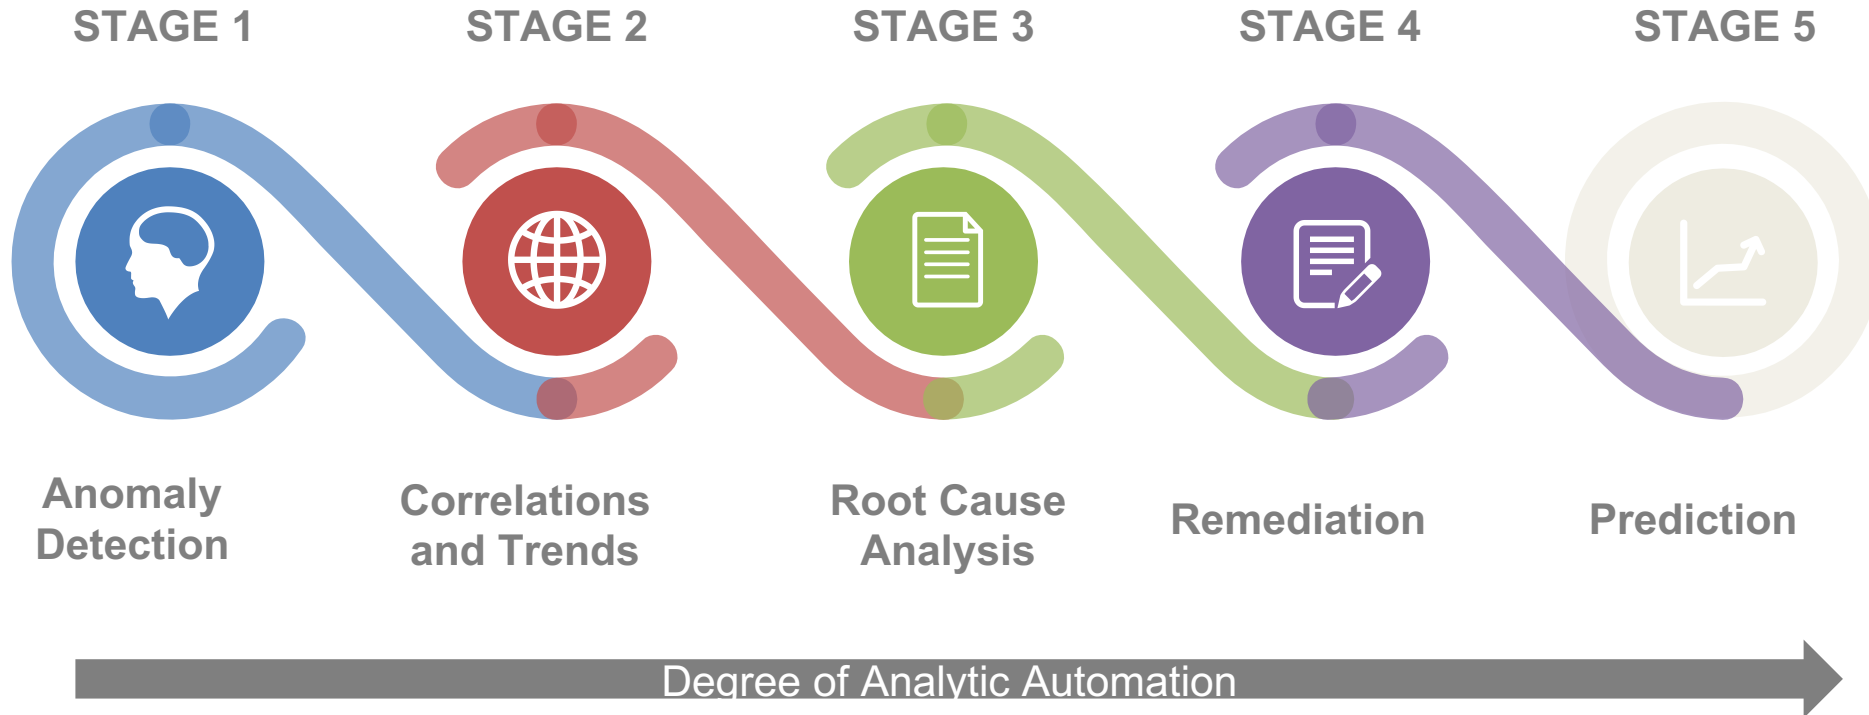 STAGE 1
STAGE 2
STAGE 3
STAGE 4
STAGE 5
Anomaly
Detection
Correlations
and Trends
Root Cause
Analysis
Remediation
Prediction
Degree of Analytic Automation